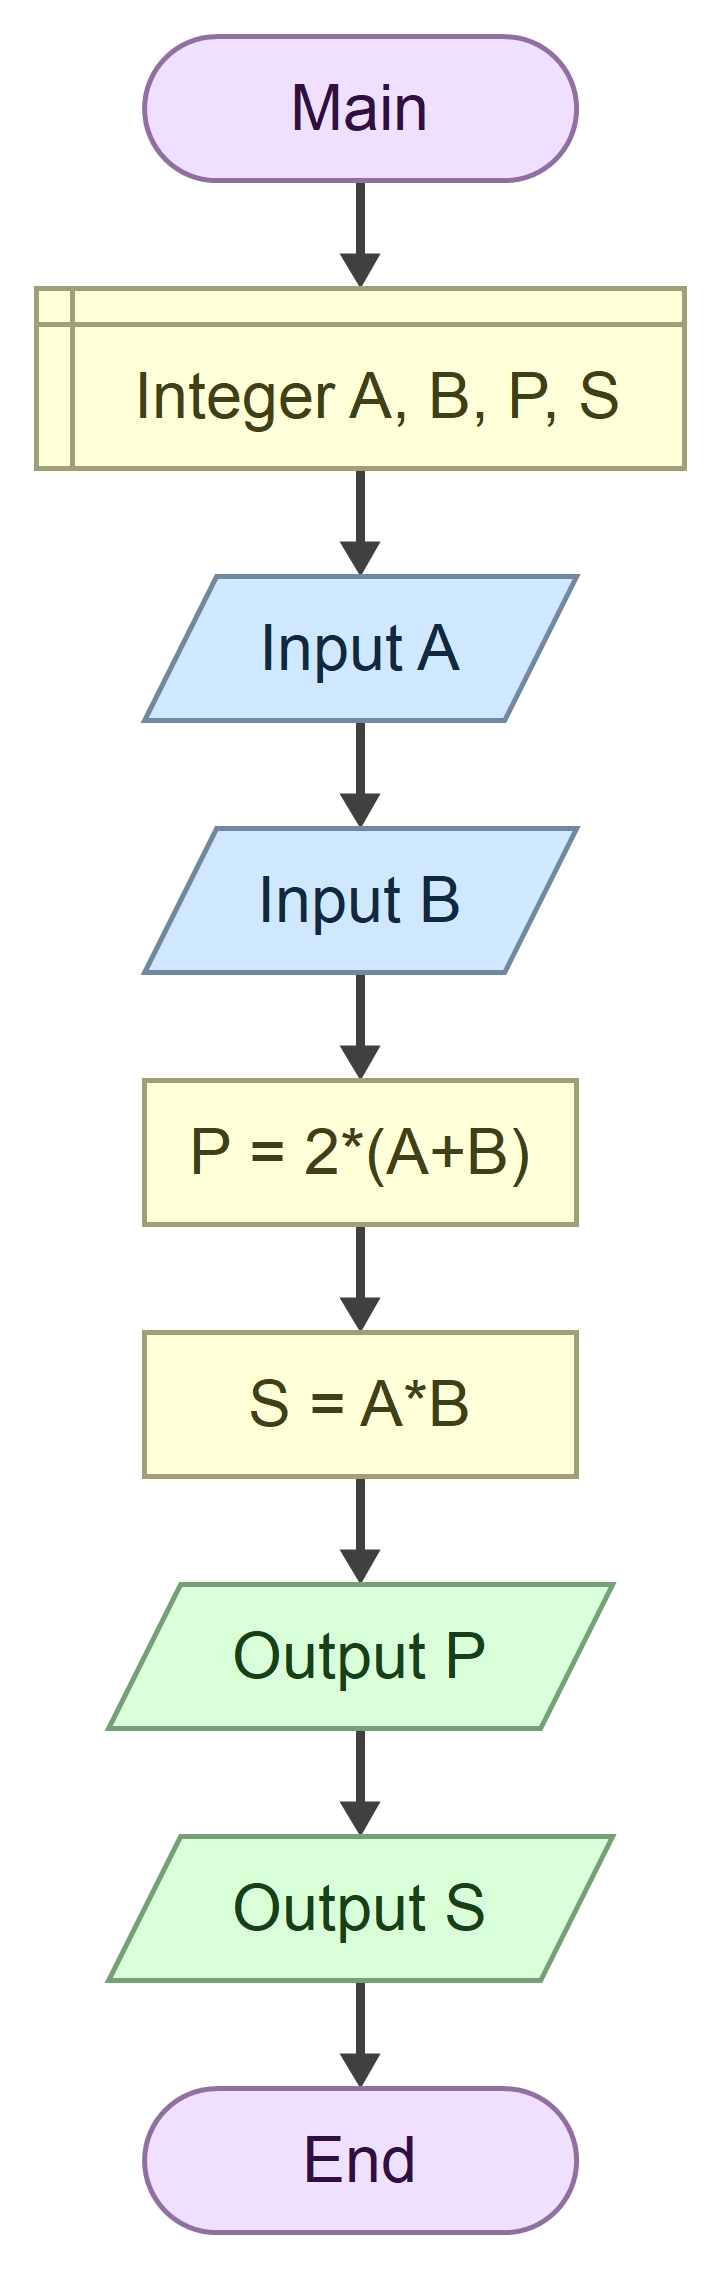 Main
Integer A, B, P, S
Input A
Input B
P = 2*(A+B)
S = A*B
Output P
Output S
End